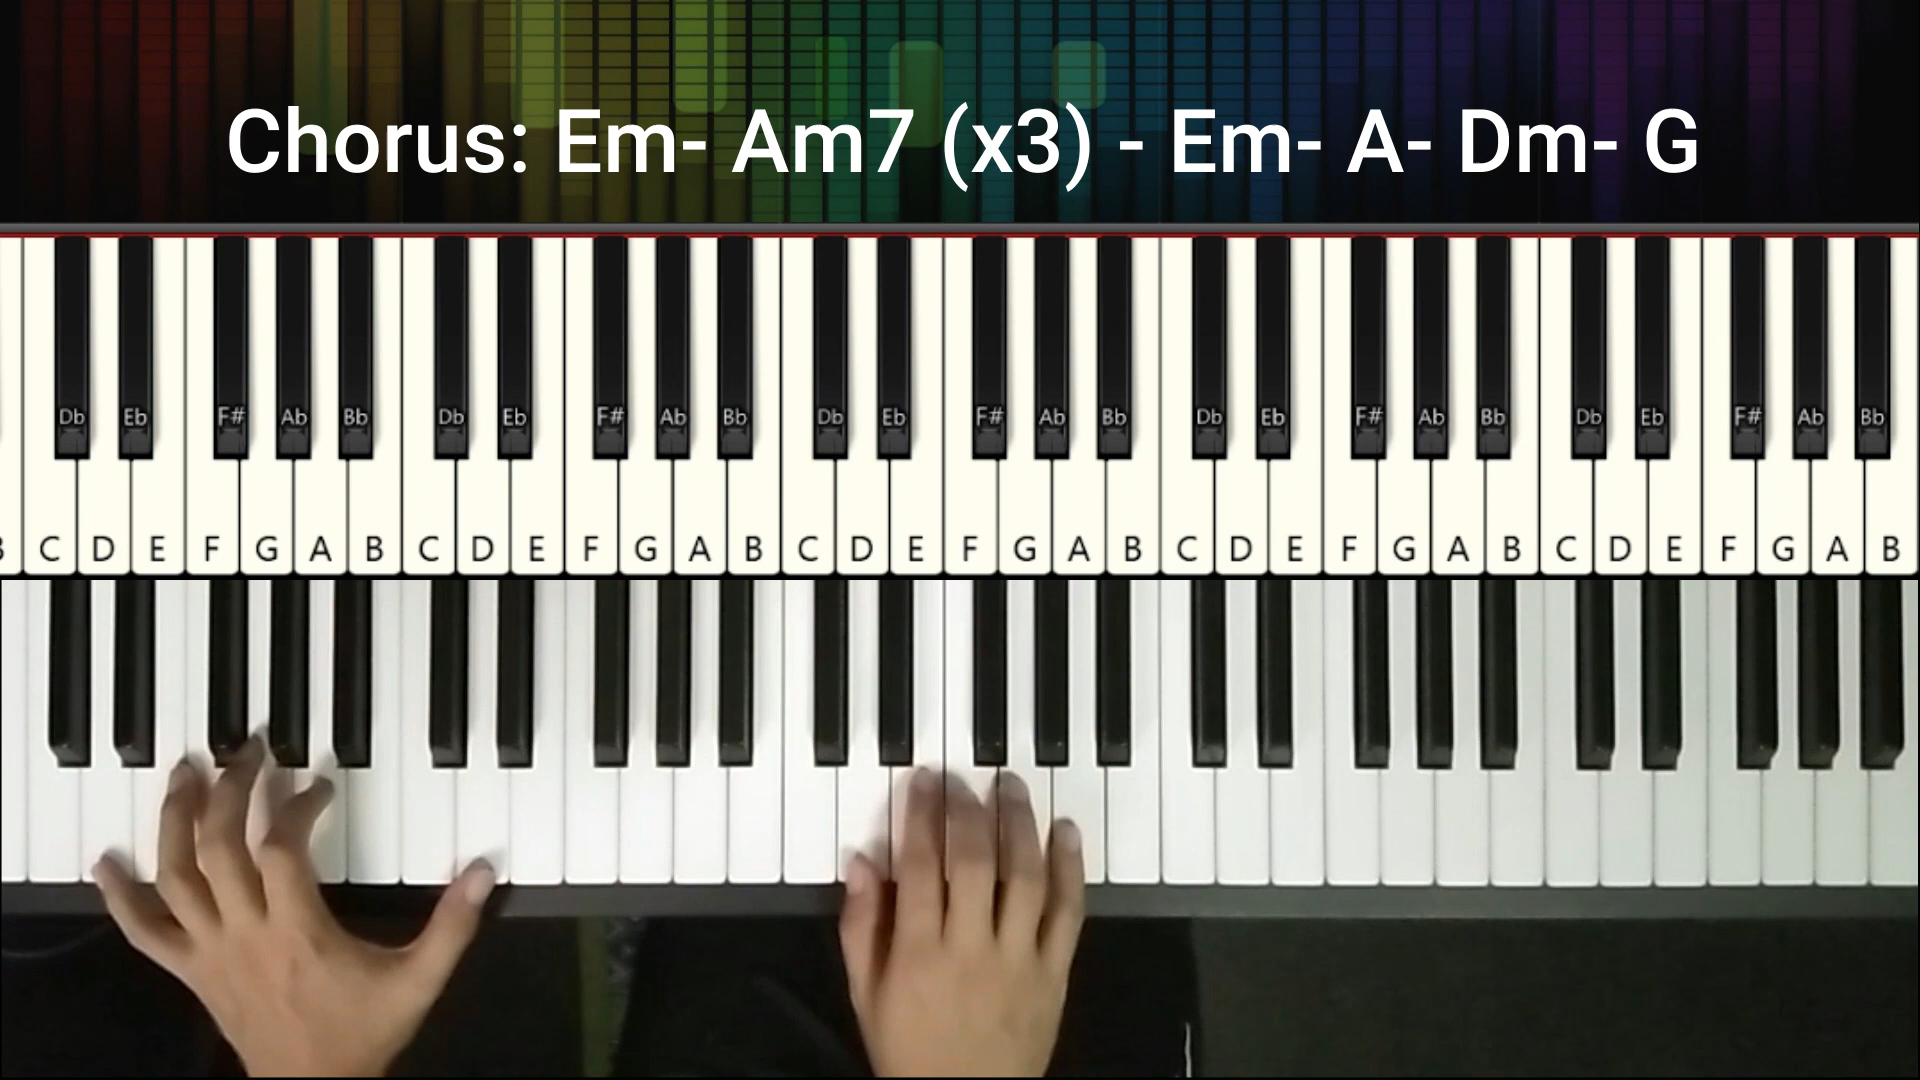 Chorus: Em- Am7 (x3) - Em- A- Dm- G
Db Eb F# Ab Bb Db Eb F# Ab Bb Db Eb F# Ab Bb Db Eb F# Ab Bb Db Eb F# Ab Bb
B C D E F G A B C D E F G A B C D E F G A B C D E F G A B C D E F G A B